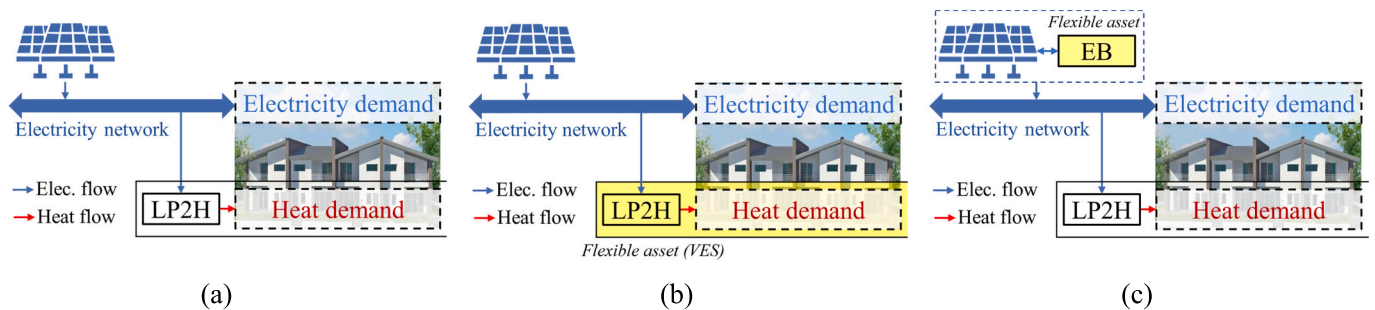 Electricity demand
Electricity network
Elec. flow
Heat flow
LP2H
Heat demand
(a)
Electricity demand
Electricity network
Elec. flow
Heat flow
LP2H
Heat demand
Flexible asset (VES)
(b)
Flexible asset
EB
Electricity demand
Electricity network
Elec. flow
Heat flow
LP2H
Heat demand
(c)